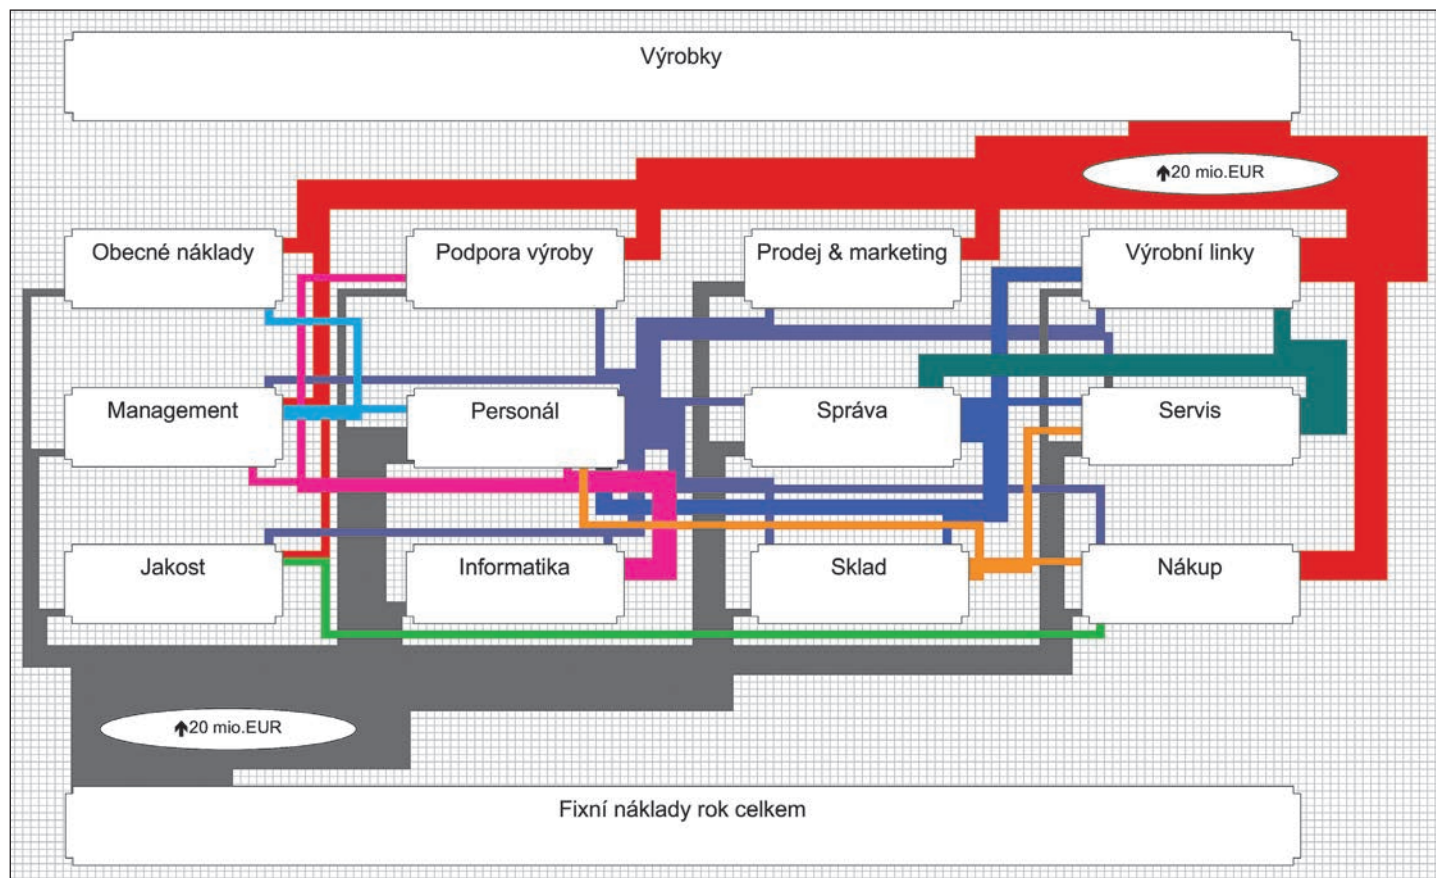 Výrobky
🡅20 mio.EUR
Obecné náklady
Podpora výroby
Prodej & marketing
Výrobní linky
Management
Personál
Správa
Servis
Jakost
Informatika
Sklad
Nákup
🡅20 mio.EUR
Fixní náklady rok celkem